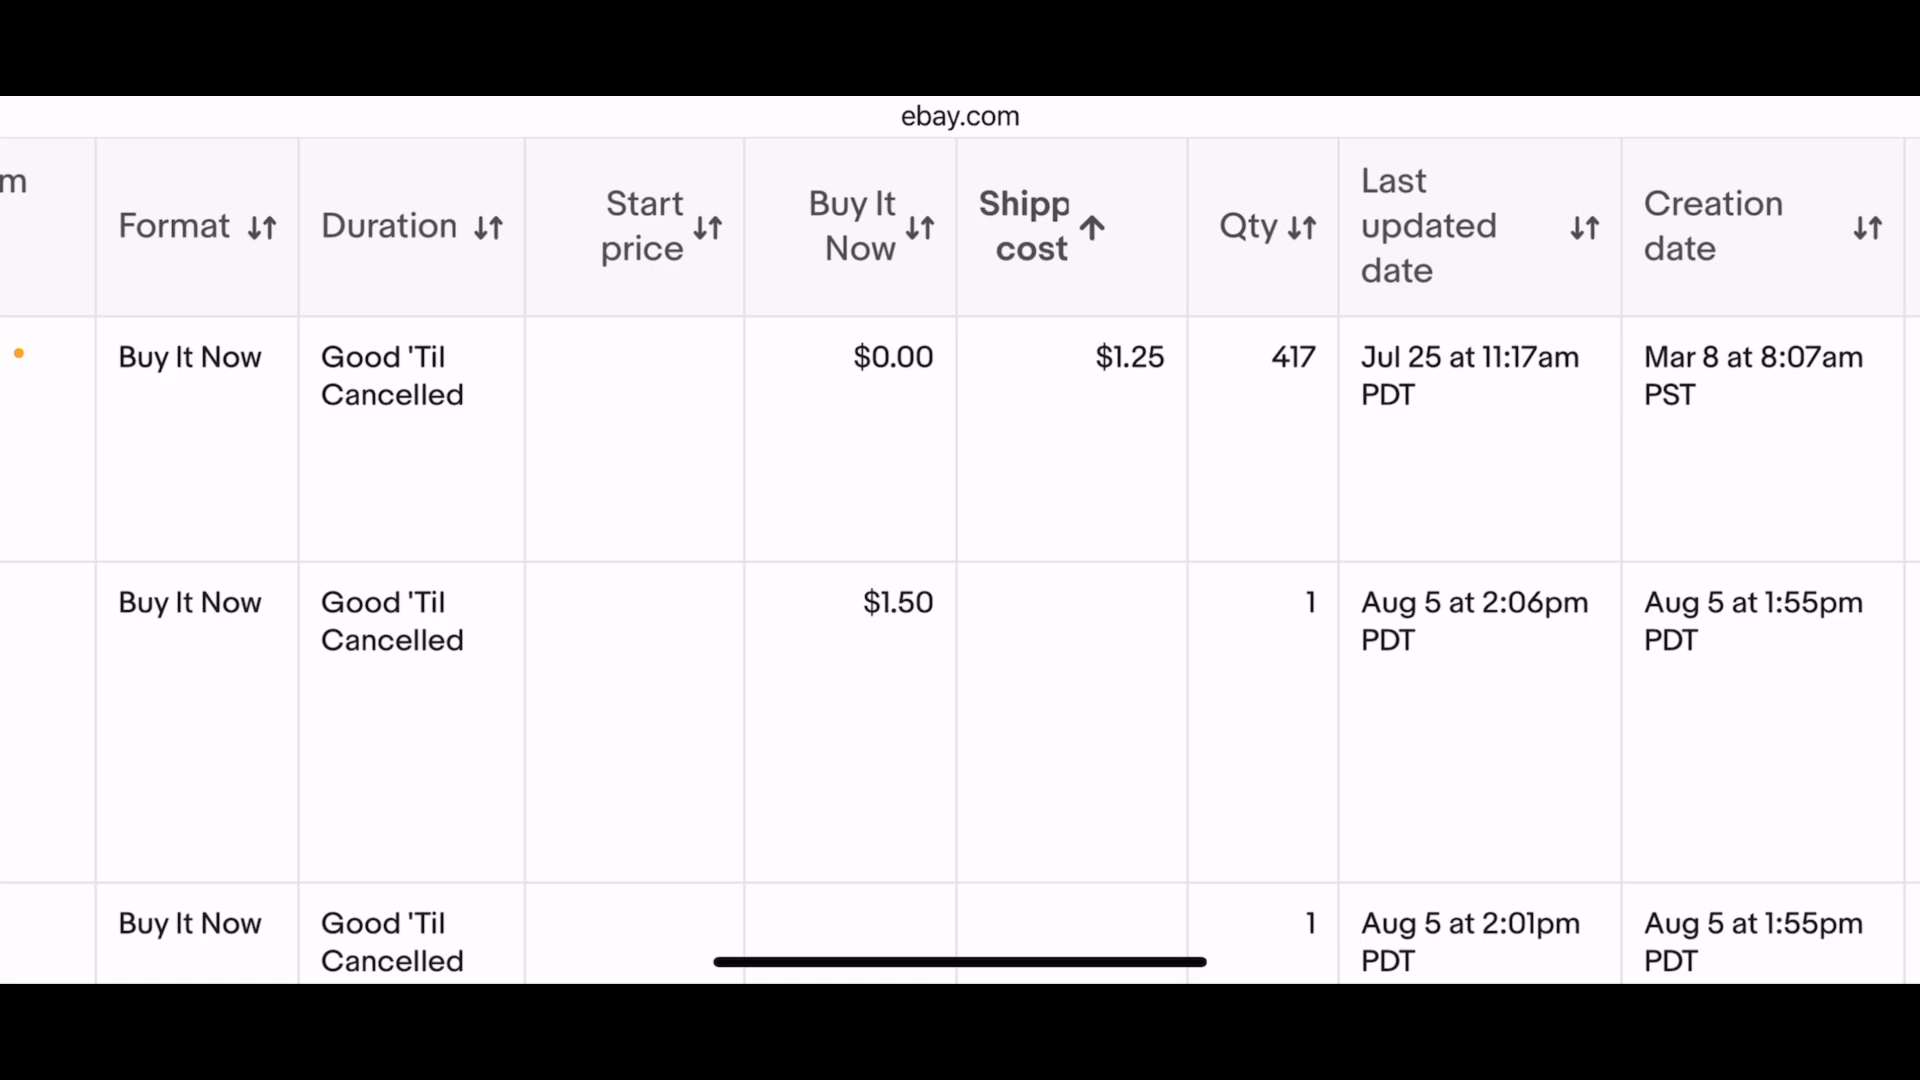 ebay.com
m
Format
Duration
Start
price
Buy It
Now
Shipp
cost
Qty
Last
updated
date
Creation
date
Buy It Now
Good 'Til
Cancelled
$0.00
$1.25
417
Jul 25 at 11:17am
PDT
Mar 8 at 8:07am
PST
Buy It Now
Good 'Til
Cancelled
$1.50
1
Aug 5 at 2:06pm
PDT
Aug 5 at 1:55pm
PDT
Buy It Now
Good 'Til
Cancelled
1
Aug 5 at 2:01pm
PDT
Aug 5 at 1:55pm
PDT